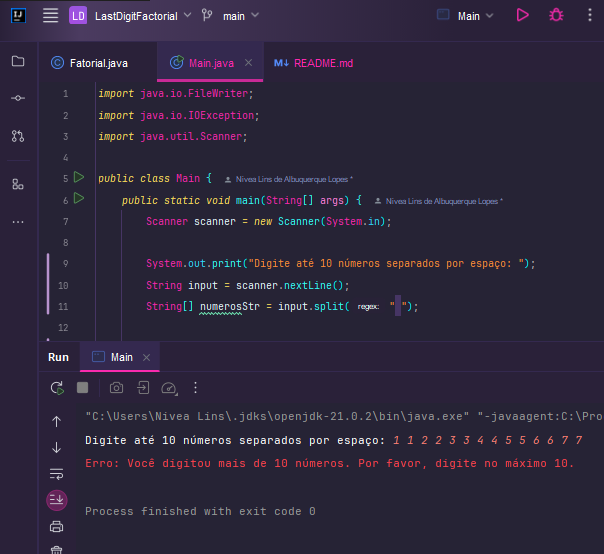 LD LastDigitFactorial main Main
Fatorial.java Main.java README.md
1 import java.io.FileWriter;
2 import java.io.IOException;
3 import java.util.Scanner;
4
5 public class Main { Nivea Lins de Albuquerque Lopes *
6 public static void main(String[] args) { Nivea Lins de Albuquerque Lopes *
7 Scanner scanner = new Scanner(System.in);
8
9 System.out.print("Digite até 10 números separados por espaço: ");
10 String input = scanner.nextLine();
11 String[] numerosStr = input.split( regex: " ");
12
Run Main
"C:\Users\Nivea Lins\.jdks\openjdk-21.0.2\bin\java.exe" "-javaagent:C:\Pro
Digite até 10 números separados por espaço: 1 1 2 2 3 3 4 4 5 5 6 6 7 7
Erro: Você digitou mais de 10 números. Por favor, digite no máximo 10.
Process finished with exit code 0